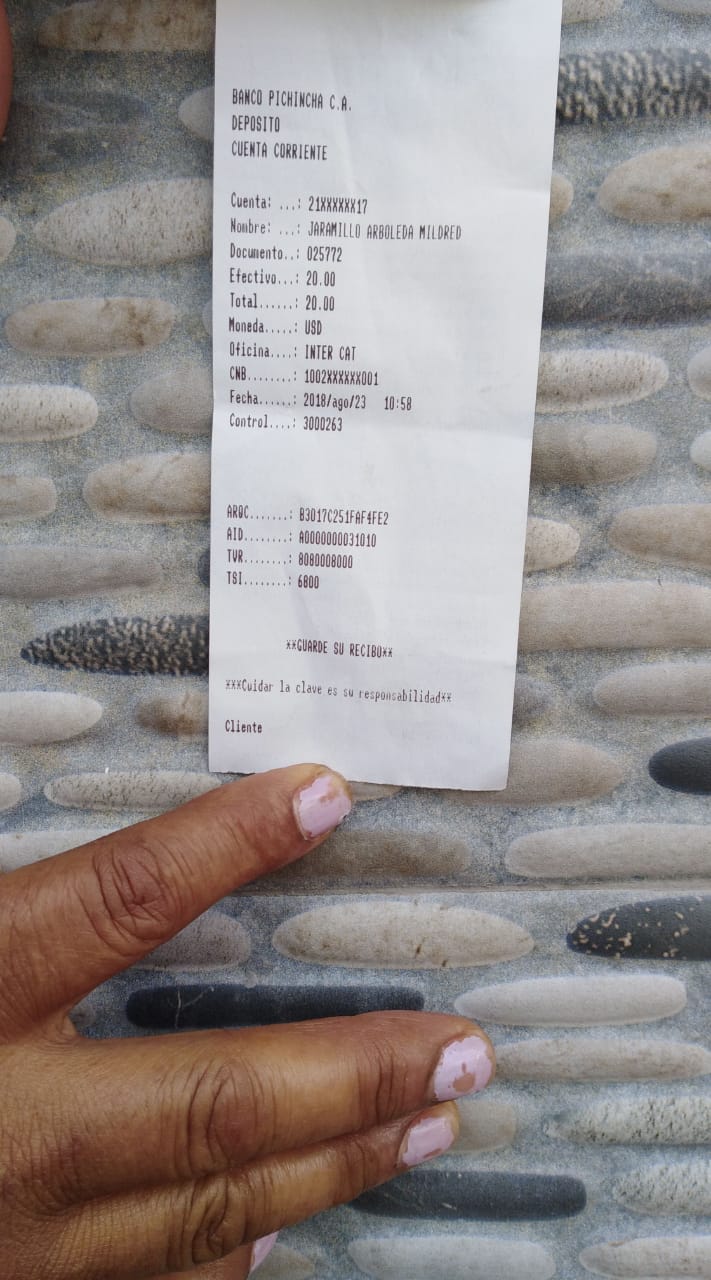 BANCO PICHINCHA C.A.
DEPOSITO
CUENTA CORRIENTE
Cuenta: ...: 21XXXXXX17
Nombre: ...: JARAMILLO ARBOLEDA MILDRED
Documento..: 025772
Efectivo...: 20.00
Total......: 20.00
Moneda.....: USD
Oficina....: INTER CAT
CNB........: 1002XXXXXX001
Fecha......: 2018/ago/23 10:58
Control....: 3000263
ARQC.......: B3017C251FAF4FE2
AID........: A0000000031010
TVR........: 8080008000
TSI........: 6800
**GUARDE SU RECIBO**
***Cuidar la clave es su responsabilidad**
Cliente